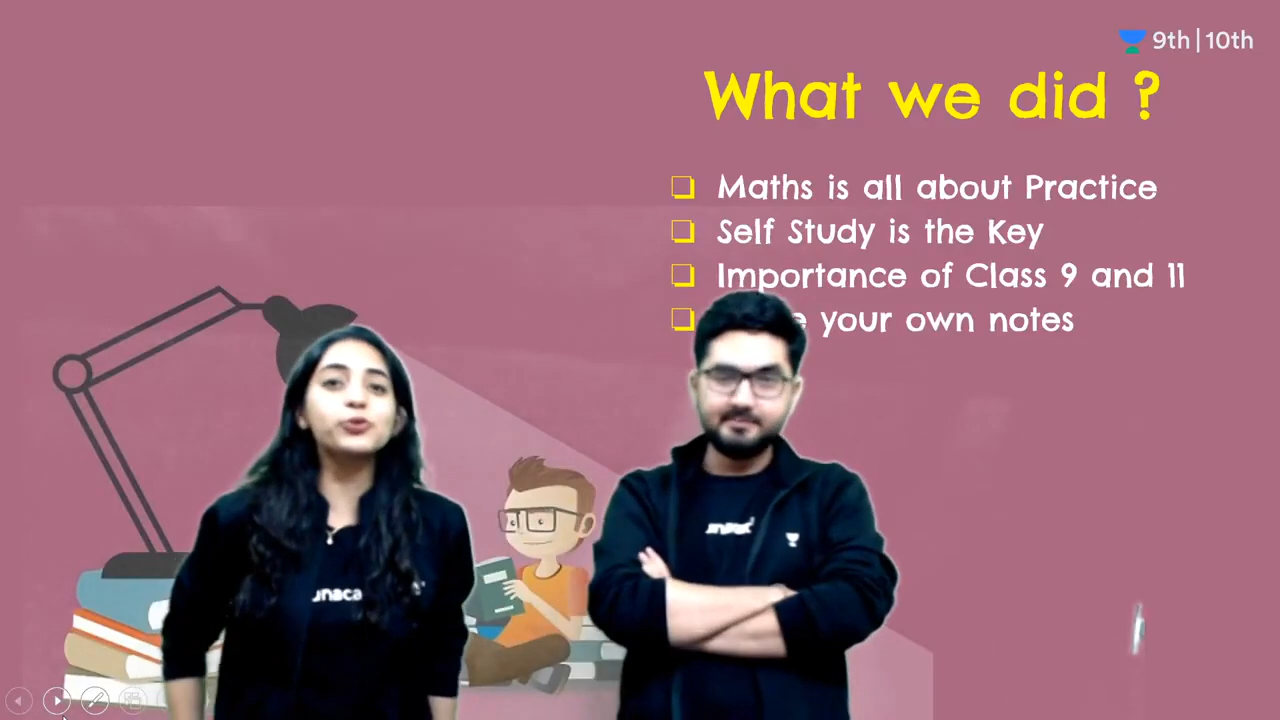 9th|10th
What we did ?
❏ Maths is all about Practice
❏ Self Study is the Key
❏ Importance of Class 9 and 11
❏ your own notes